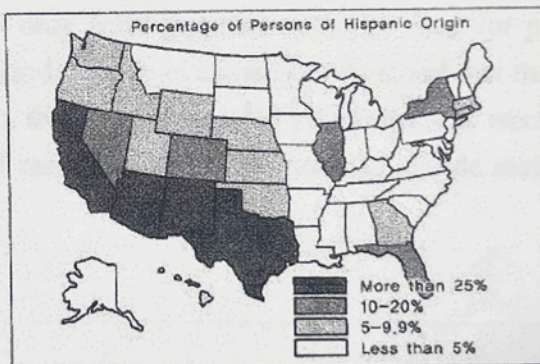 Percentage of Persons of Hispanic Origin
More than 25%
10-20%
5-9.9%
Less than 5%